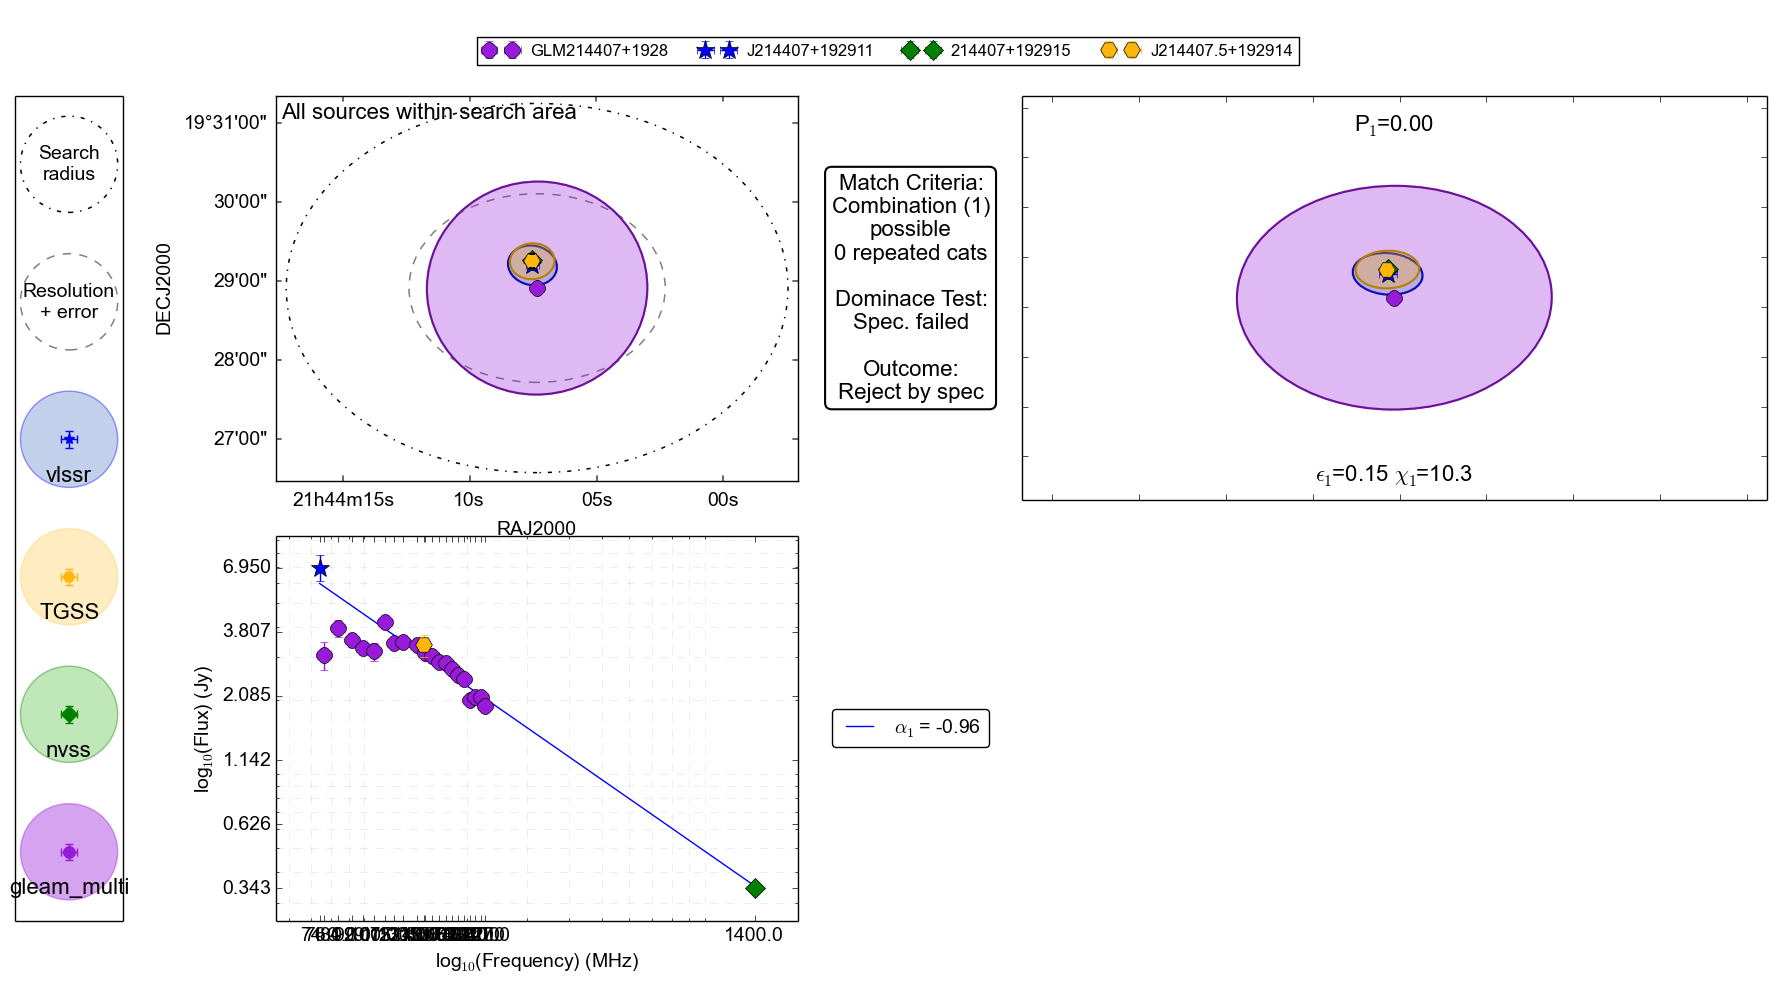 GLM214407+1928
J214407+192911
214407+192915
J214407.5+192914
Search
radius
Resolution
+ error
vlssr
TGSS
nvss
gleam_multi
All sources within search area
19°31'00"
30'00"
29'00"
28'00"
27'00"
DECJ2000
21h44m15s
10s
05s
00s
RAJ2000
Match Criteria:
Combination (1)
possible
0 repeated cats
Dominace Test:
Spec. failed
Outcome:
Reject by spec
P₁=0.00
ϵ₁=0.15 χ₁=10.3
6.950
3.807
2.085
1.142
0.626
0.343
log₁₀(Flux) (Jy)
1400.0
log₁₀(Frequency) (MHz)
α₁ = -0.96